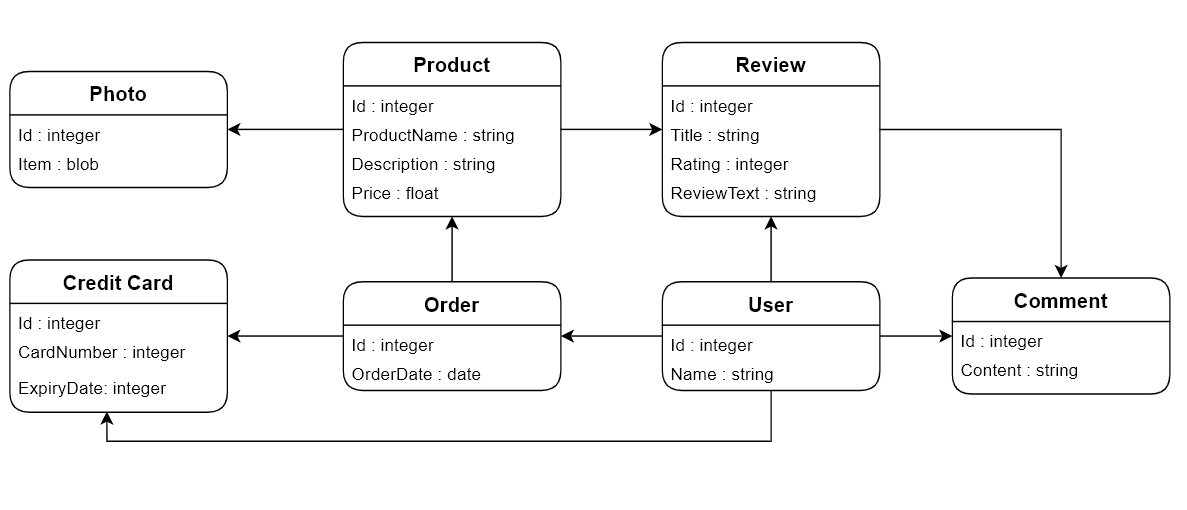 Photo
Id : integer
Item : blob
Product
Id : integer
ProductName : string
Description : string
Price : float
Review
Id : integer
Title : string
Rating : integer
ReviewText : string
Credit Card
Id : integer
CardNumber : integer
ExpiryDate: integer
Order
Id : integer
OrderDate : date
User
Id : integer
Name : string
Comment
Id : integer
Content : string